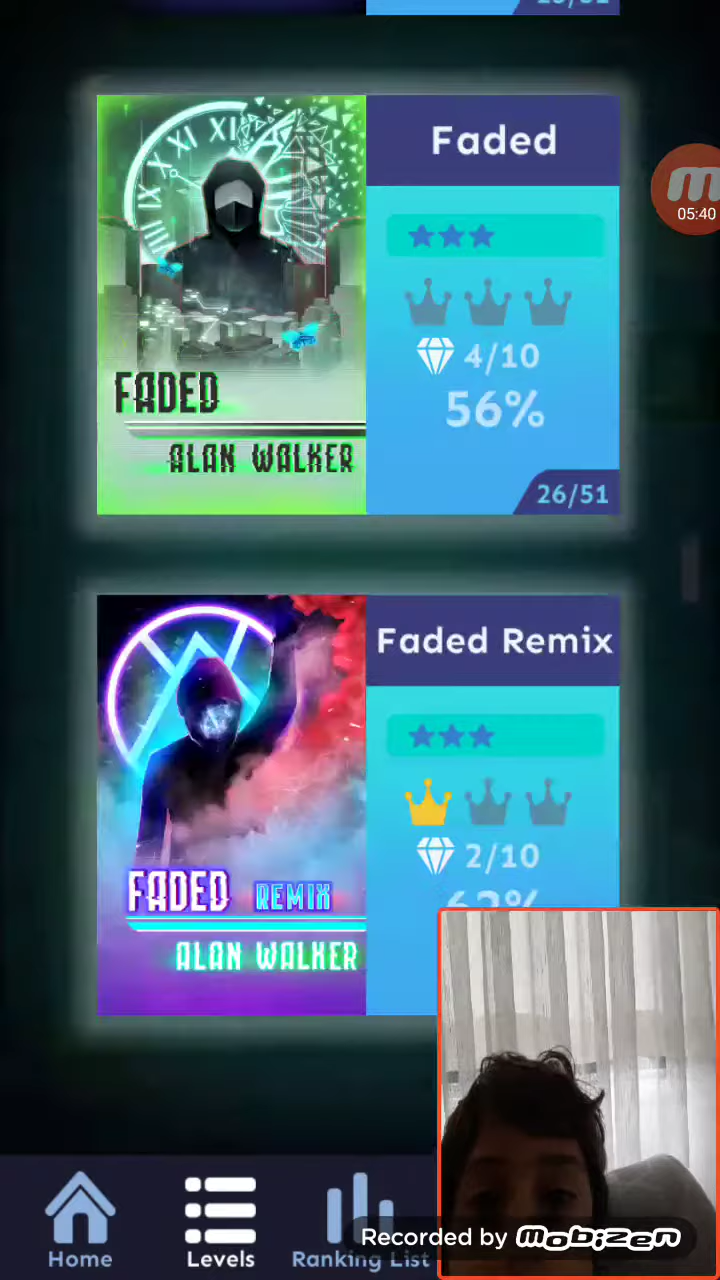 Faded
05:40
4/10
56%
FADED
ALAN WALKER
26/51
Faded Remix
2/10
FADED REMIX
ALAN WALKER
Home
Levels
Ranking List
Recorded by Mobizen